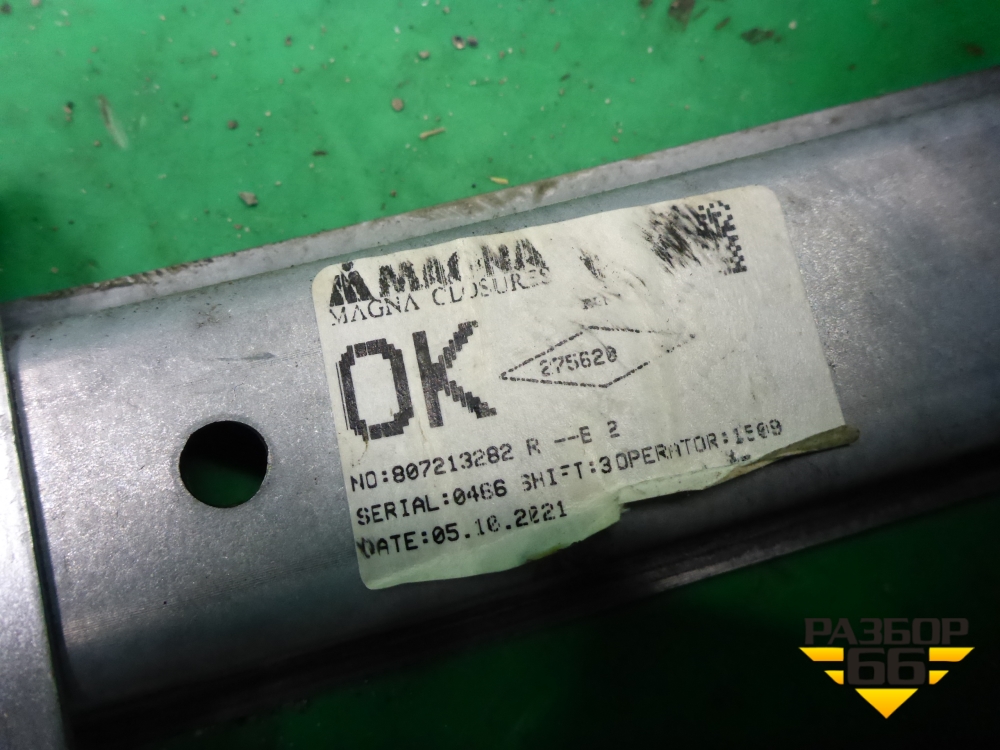 MAGNA
MAGNA CLOSURES
OK
275620
NO:807213282 R --E 2
SERIAL:0466 SHIFT:3 OPERATOR:1509
DATE:05.10.2021
РАЗБОР
66